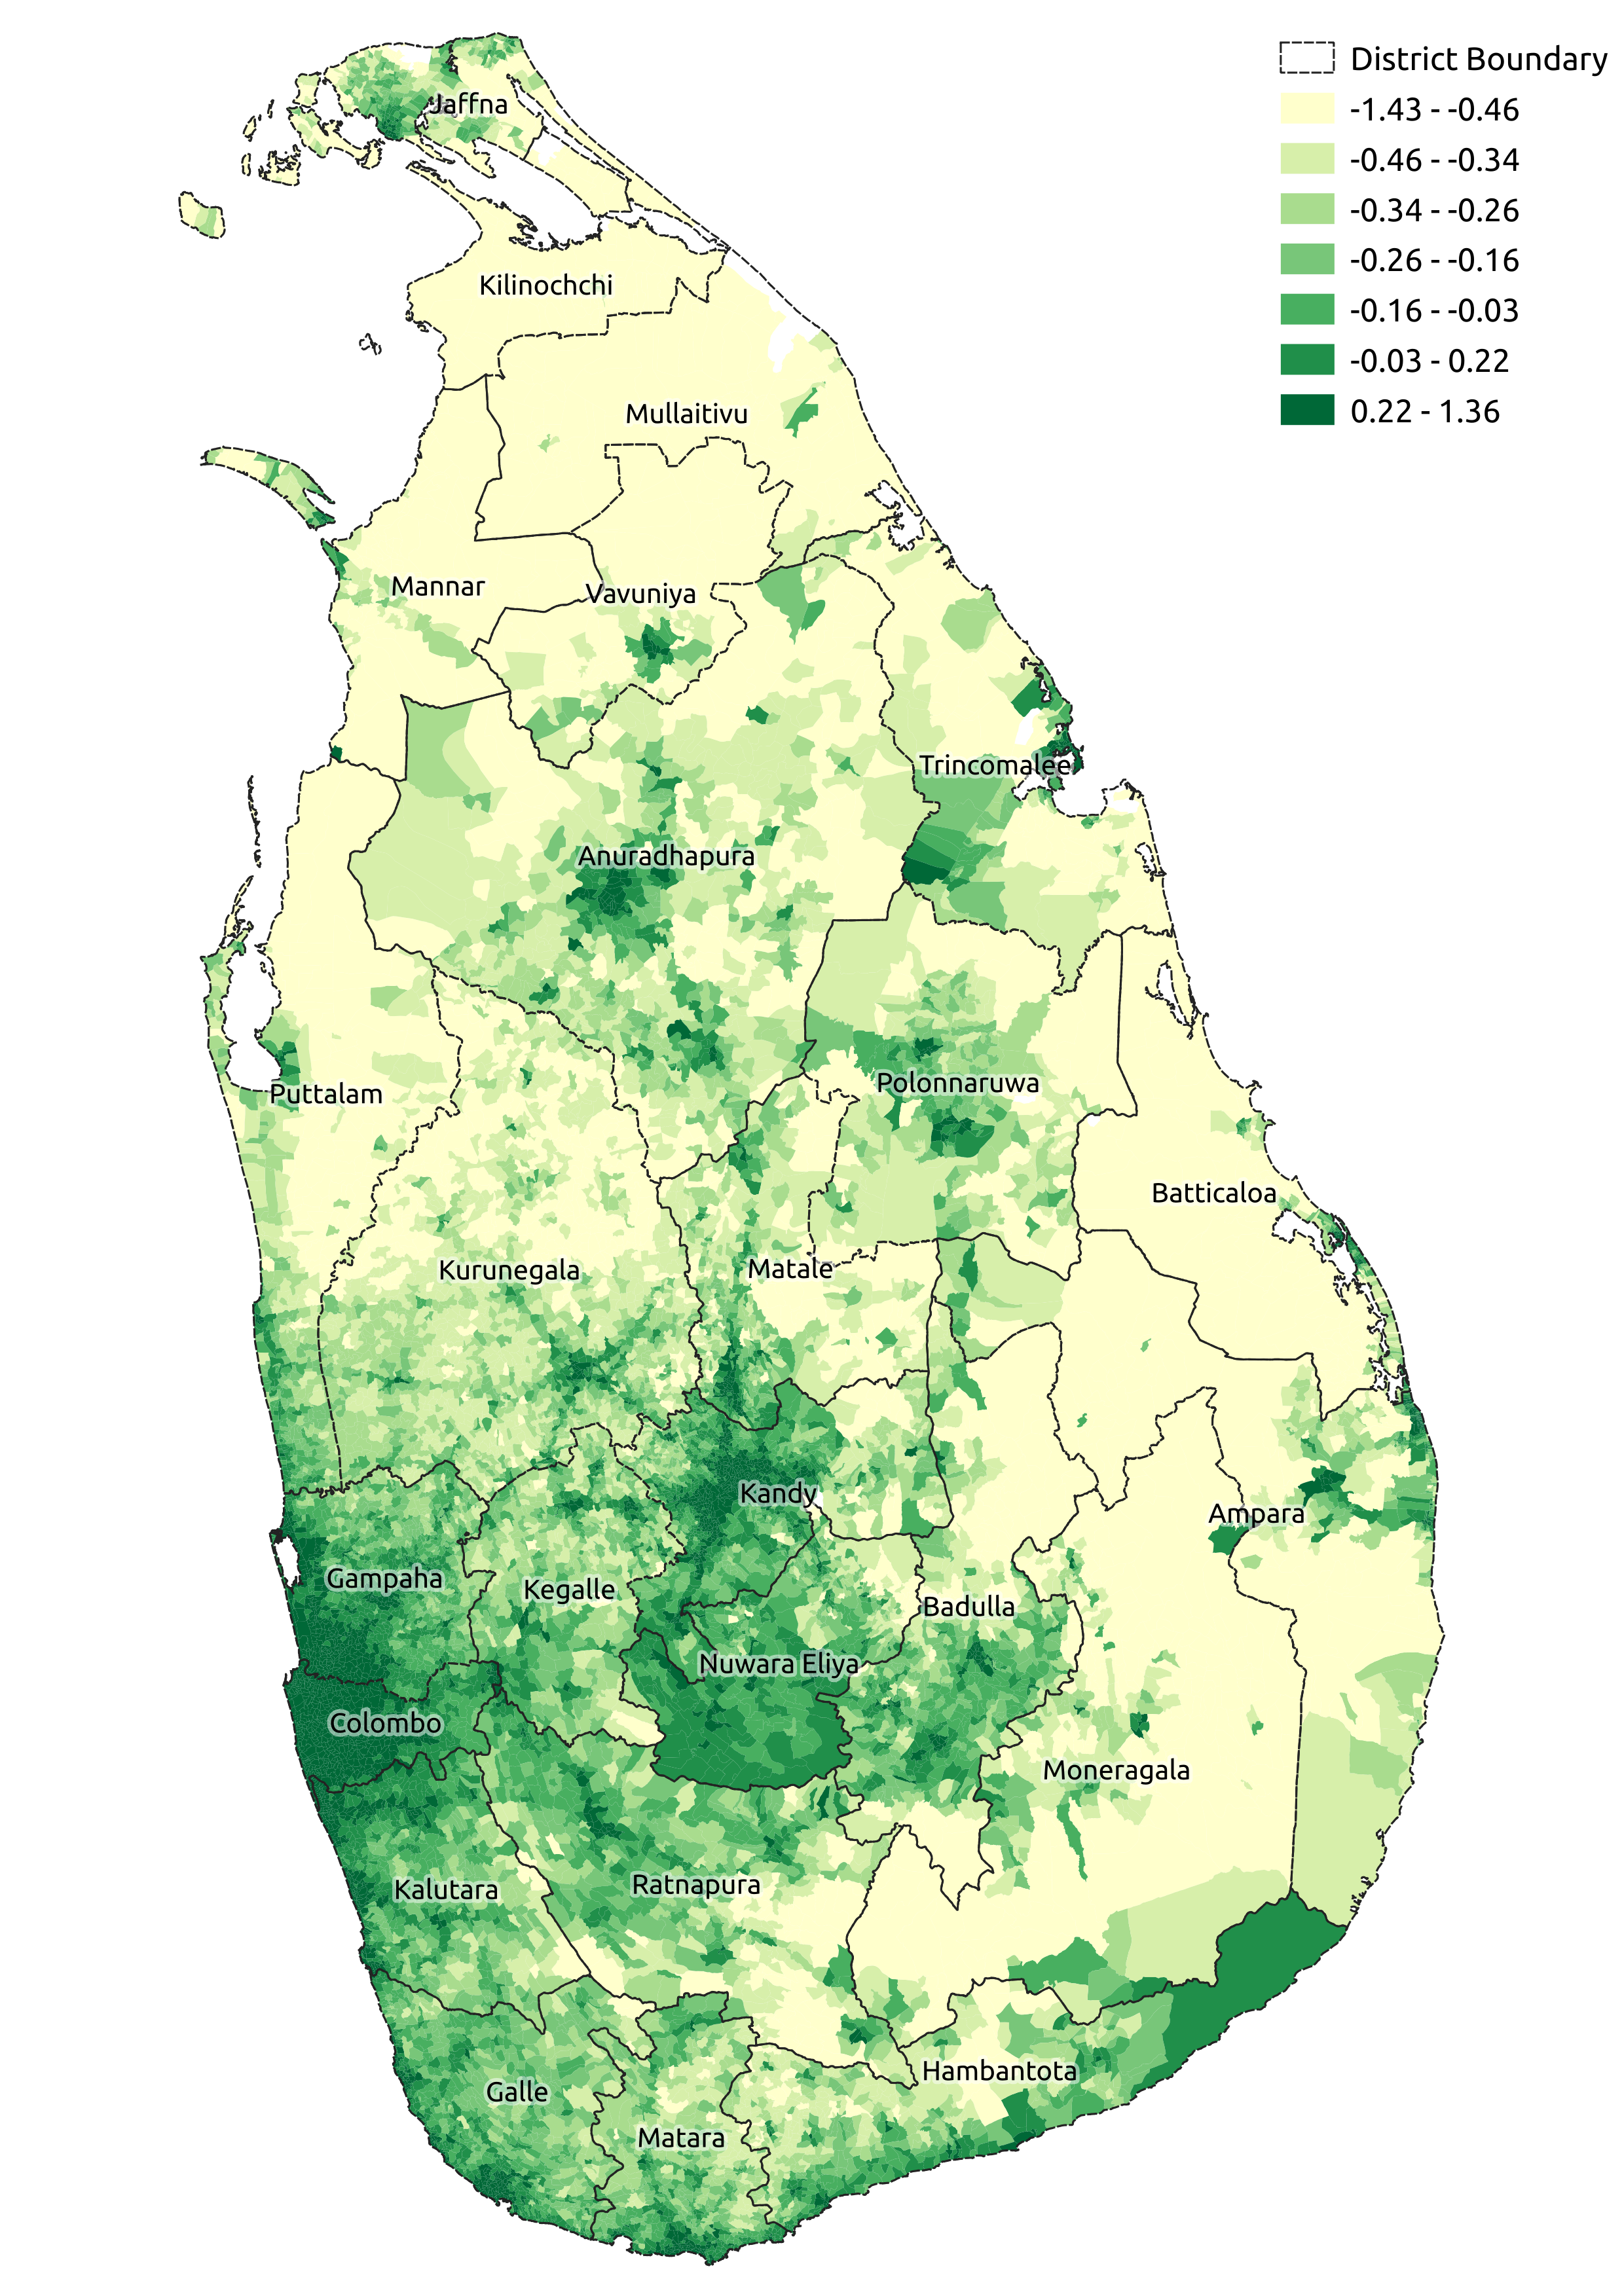 District Boundary
-1.43 - -0.46
-0.46 - -0.34
-0.34 - -0.26
-0.26 - -0.16
-0.16 - -0.03
-0.03 - 0.22
0.22 - 1.36
Jaffna
Kilinochchi
Mullaitivu
Mannar
Vavuniya
Trincomalee
Anuradhapura
Polonnaruwa
Puttalam
Batticaloa
Kurunegala
Matale
Kandy
Ampara
Gampaha
Kegalle
Badulla
Nuwara Eliya
Colombo
Moneragala
Ratnapura
Kalutara
Hambantota
Galle
Matara